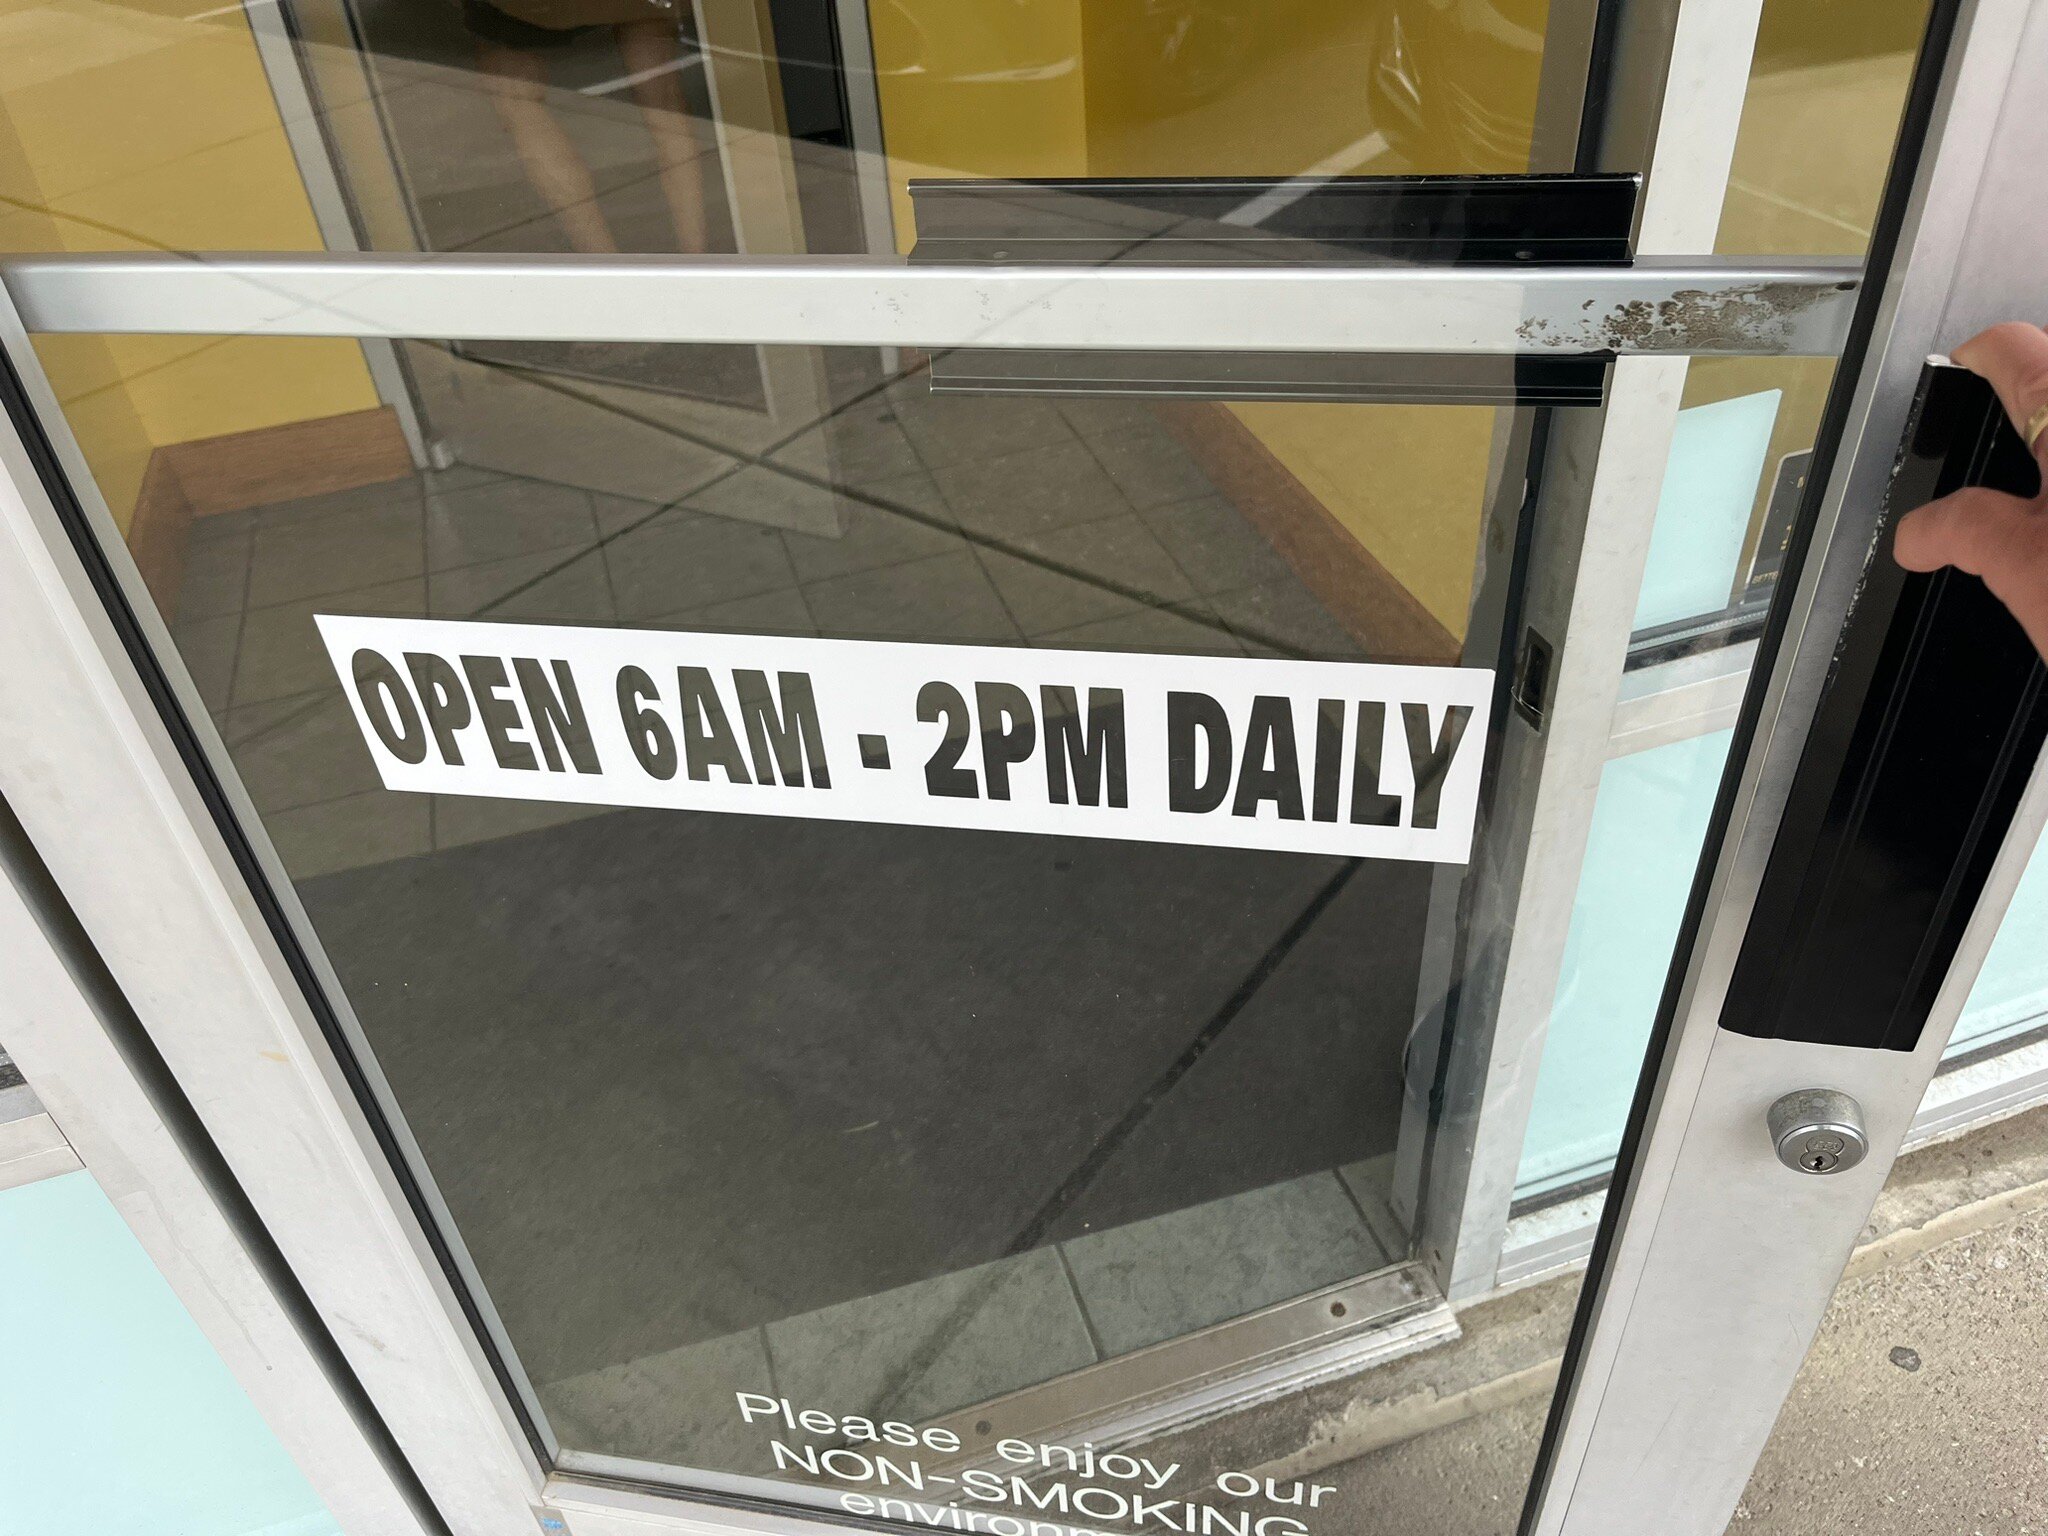 OPEN 6AM - 2PM DAILY
Please enjoy our
NON-SMOKING